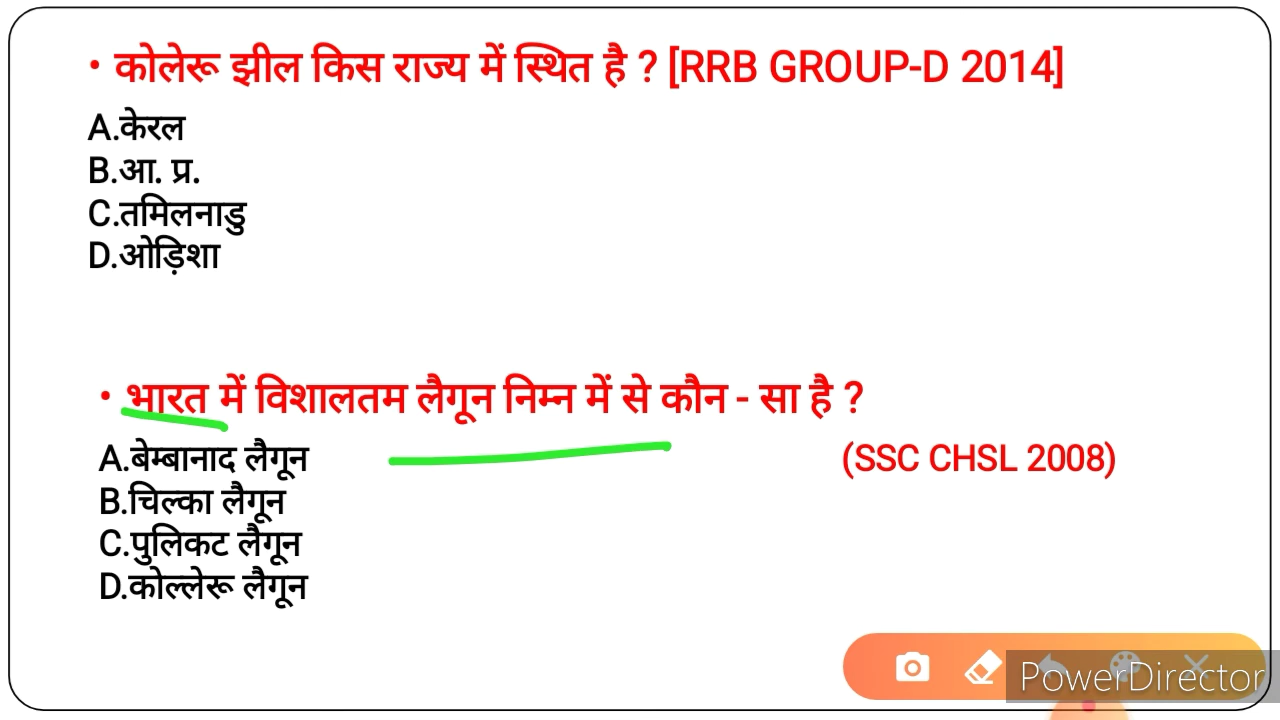 • कोलेरू झील किस राज्य में स्थित है ? [RRB GROUP-D 2014]
A.केरल
B.आ. प्र.
C.तमिलनाडु
D.ओड़िशा
• भारत में विशालतम लैगून निम्न में से कौन - सा है ?
A.बेम्बानाद लैगून
(SSC CHSL 2008)
B.चिल्का लैगून
C.पुलिकट लैगून
D.कोल्लेरू लैगून
PowerDirector